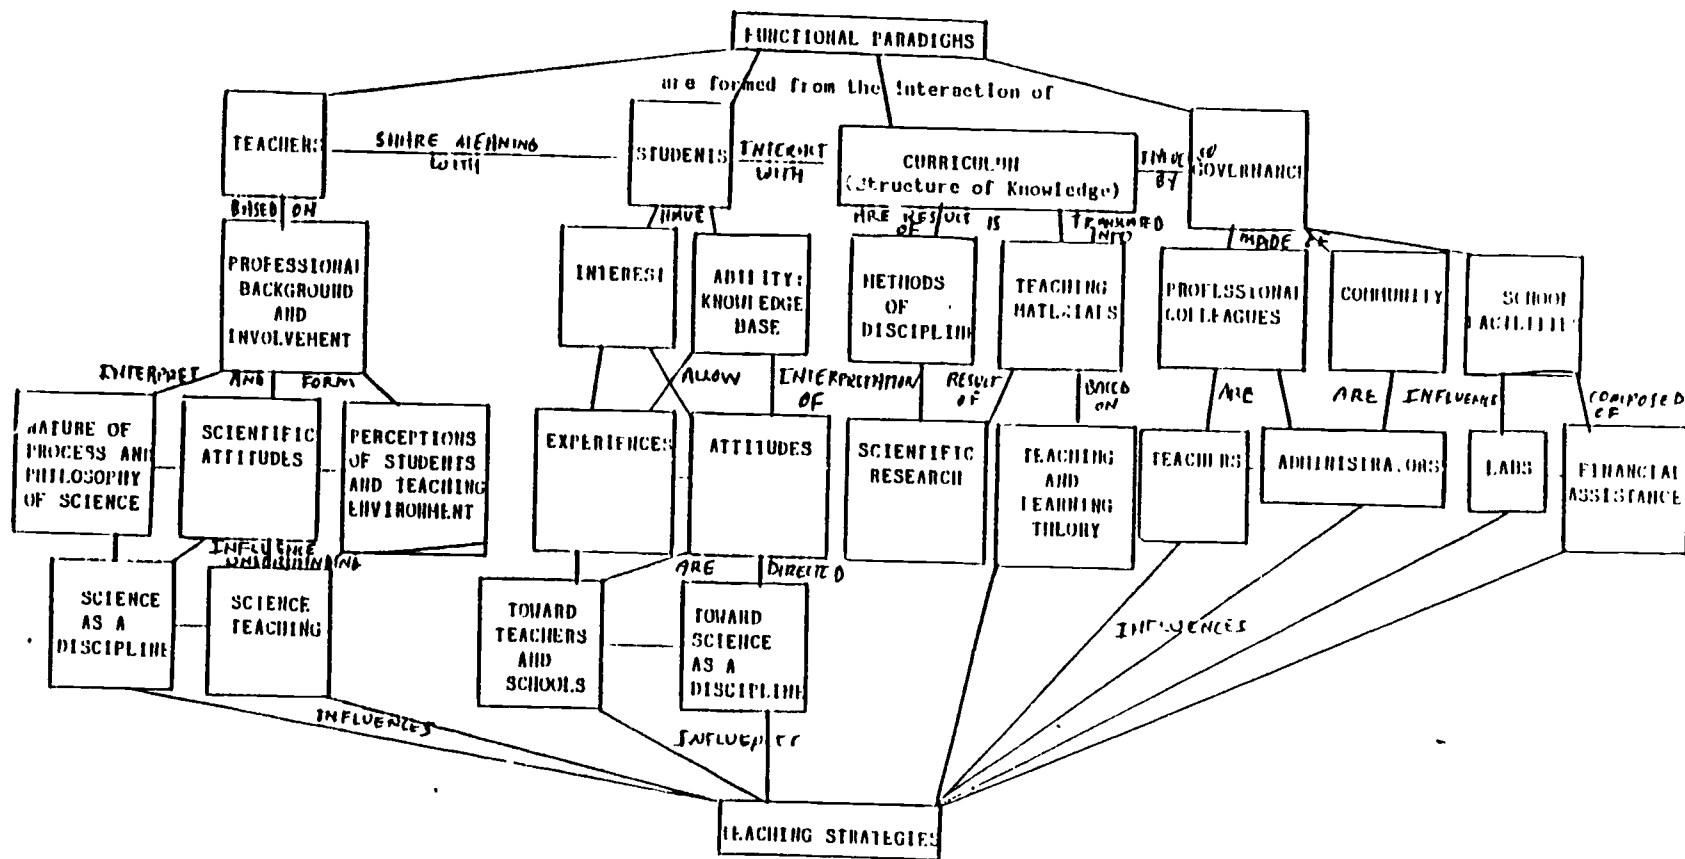 FUNCTIONAL PARADIGMS
are formed from the interaction of
TEACHERS
SHARE MEANING
WITH
STUDENTS
INTERACT
WITH
CURRICULUM
(Structure of Knowledge)
BY
GOVERNANCE
BASED ON
HAVE
ARE RESULT IS
OF
INTO
MADE
PROFESSIONAL
BACKGROUND
AND
INVOLVEMENT
INTEREST
ABILITY:
KNOWLEDGE
BASE
METHODS
OF
DISCIPLINE
TEACHING
MATERIALS
PROFESSIONAL
COLLEAGUES
COMMUNITY
SCHOOL
FACILITIES
INTERPRET AND FORM
ALLOW
INTERPRETATION
OF
RESULT
OF
BASED
ON
ARE
ARE
INFLUENCE
COMPOSED
OF
NATURE OF
PROCESS AND
PHILOSOPHY
OF SCIENCE
SCIENTIFIC
ATTITUDES
PERCEPTIONS
OF STUDENTS
AND TEACHING
ENVIRONMENT
EXPERIENCES
ATTITUDES
SCIENTIFIC
RESEARCH
TEACHING
AND
LEARNING
THEORY
TEACHERS
ADMINISTRATORS
LABS
FINANCIAL
ASSISTANCE
INFLUENCE
ARE DIRECTED
SCIENCE
AS A
DISCIPLINE
SCIENCE
TEACHING
TOWARD
TEACHERS
AND
SCHOOLS
TOWARD
SCIENCE
AS A
DISCIPLINE
INFLUENCES
INFLUENCES
TEACHING STRATEGIES